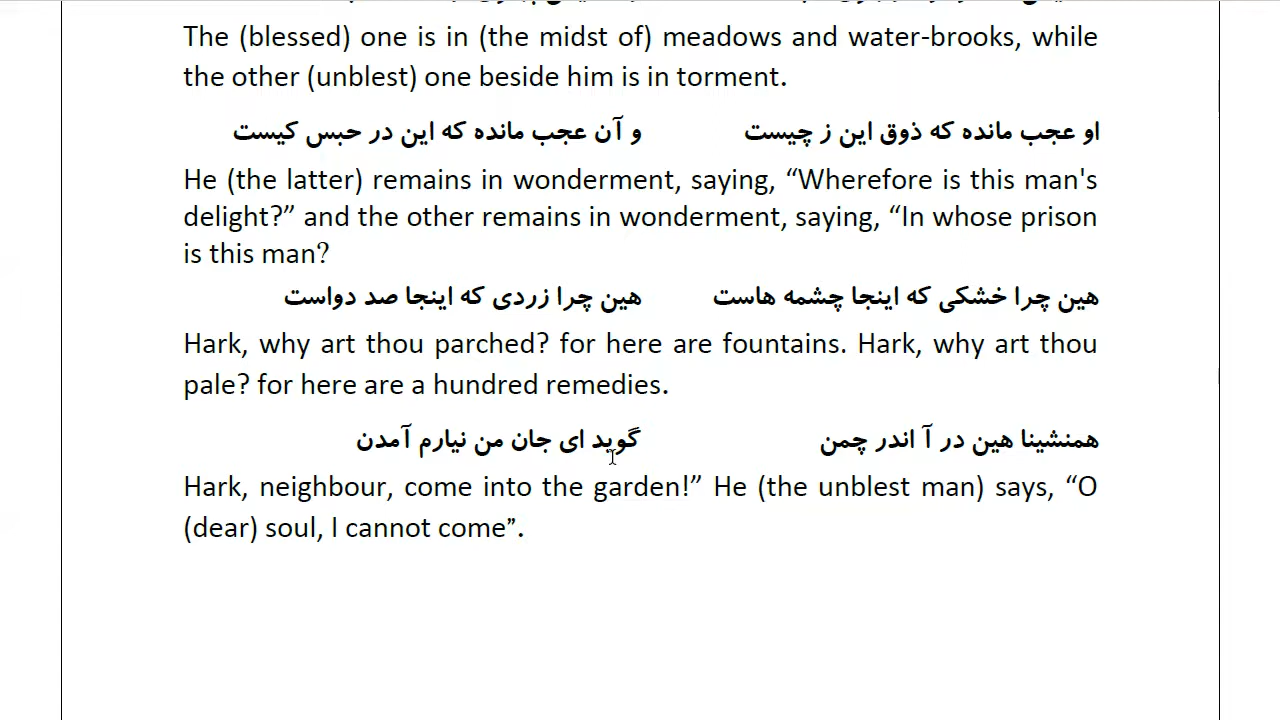 The (blessed) one is in (the midst of) meadows and water-brooks, while
the other (unblest) one beside him is in torment.
او عجب مانده که ذوق این ز چیست و آن عجب مانده که این در حبس کیست
He (the latter) remains in wonderment, saying, “Wherefore is this man's
delight?” and the other remains in wonderment, saying, “In whose prison
is this man?
هین چرا خشکی که اینجا چشمه هاست هین چرا زردی که اینجا صد دواست
Hark, why art thou parched? for here are fountains. Hark, why art thou
pale? for here are a hundred remedies.
همنشینا هین در آ اندر چمن گوید ای جان من نیارم آمدن
Hark, neighbour, come into the garden!” He (the unblest man) says, “O
(dear) soul, I cannot come”.